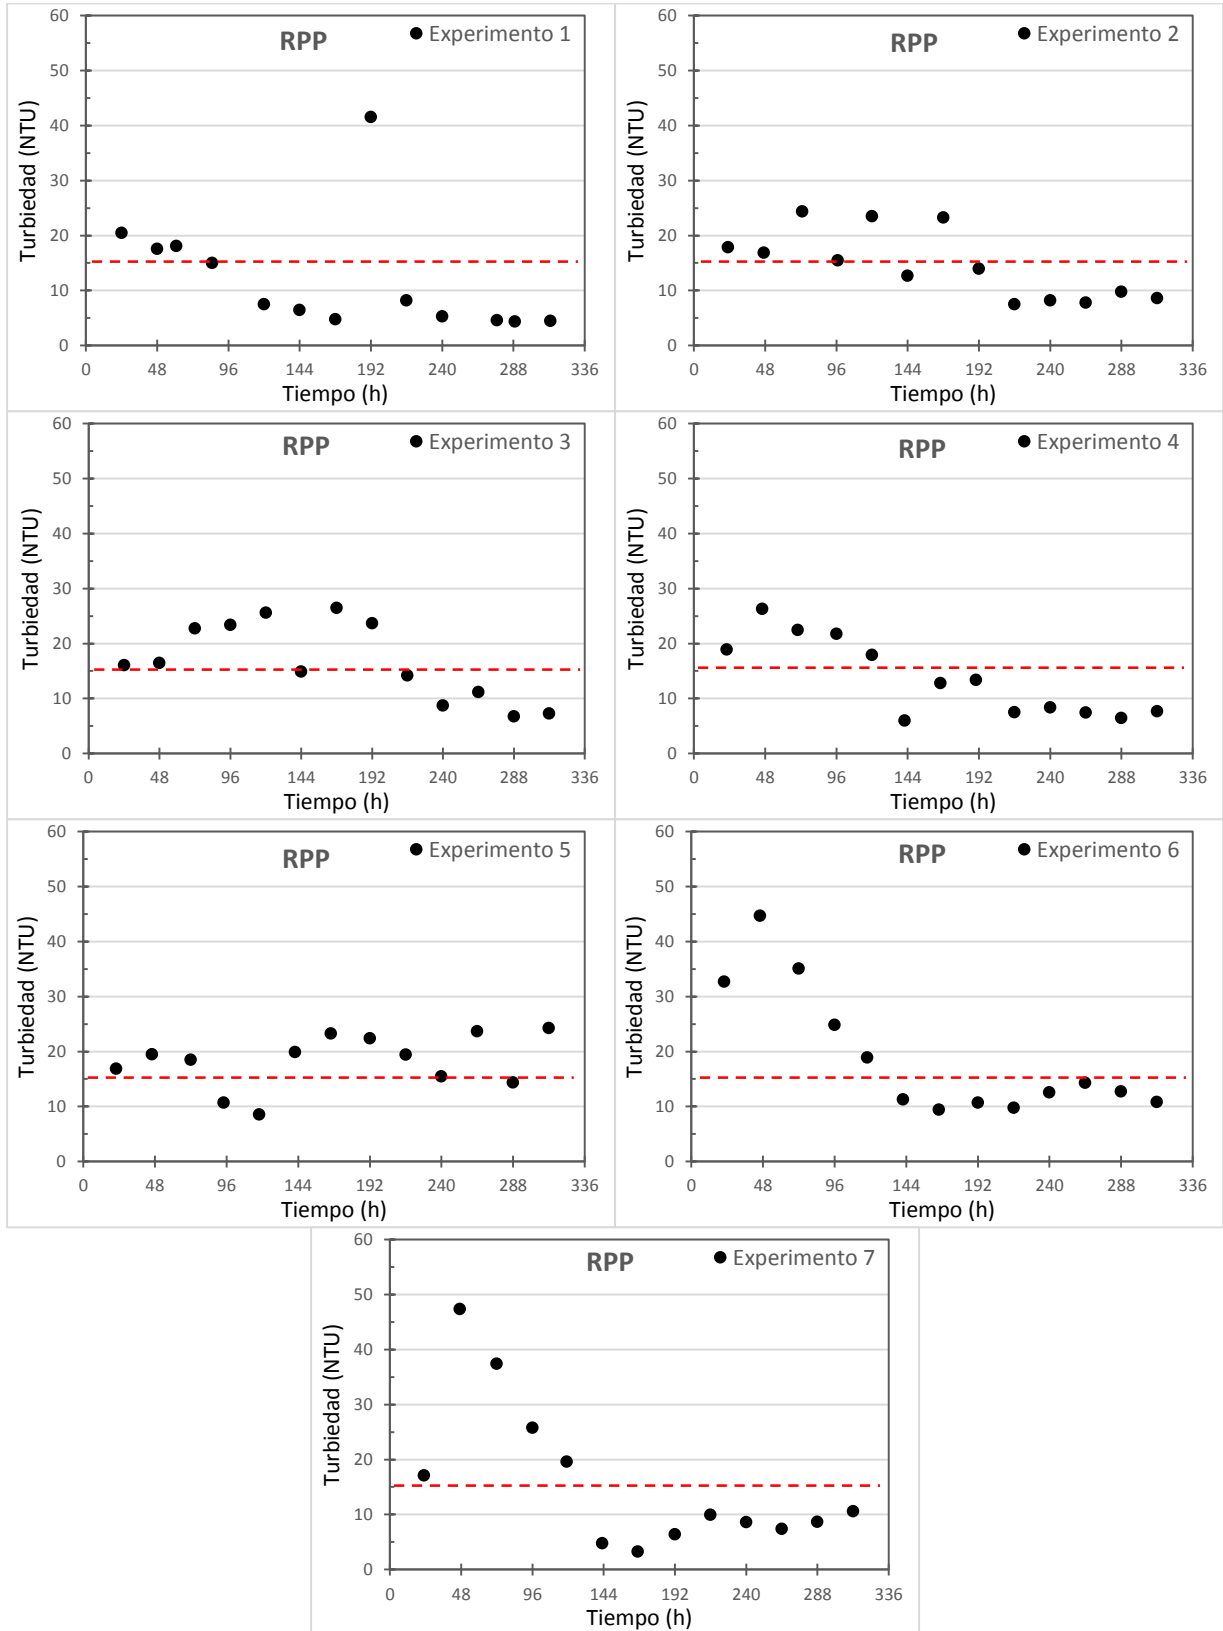 RPP
Experimento 1
Turbiedad (NTU)
60
50
40
30
20
10
0
0 48 96 144 192 240 288 336
Tiempo (h)
RPP
Experimento 2
Turbiedad (NTU)
60
50
40
30
20
10
0
0 48 96 144 192 240 288 336
Tiempo (h)
RPP
Experimento 3
Turbiedad (NTU)
60
50
40
30
20
10
0
0 48 96 144 192 240 288 336
Tiempo (h)
RPP
Experimento 4
Turbiedad (NTU)
60
50
40
30
20
10
0
0 48 96 144 192 240 288 336
Tiempo (h)
RPP
Experimento 5
Turbiedad (NTU)
60
50
40
30
20
10
0
0 48 96 144 192 240 288 336
Tiempo (h)
RPP
Experimento 6
Turbiedad (NTU)
60
50
40
30
20
10
0
0 48 96 144 192 240 288 336
Tiempo (h)
RPP
Experimento 7
Turbiedad (NTU)
60
50
40
30
20
10
0
0 48 96 144 192 240 288 336
Tiempo (h)